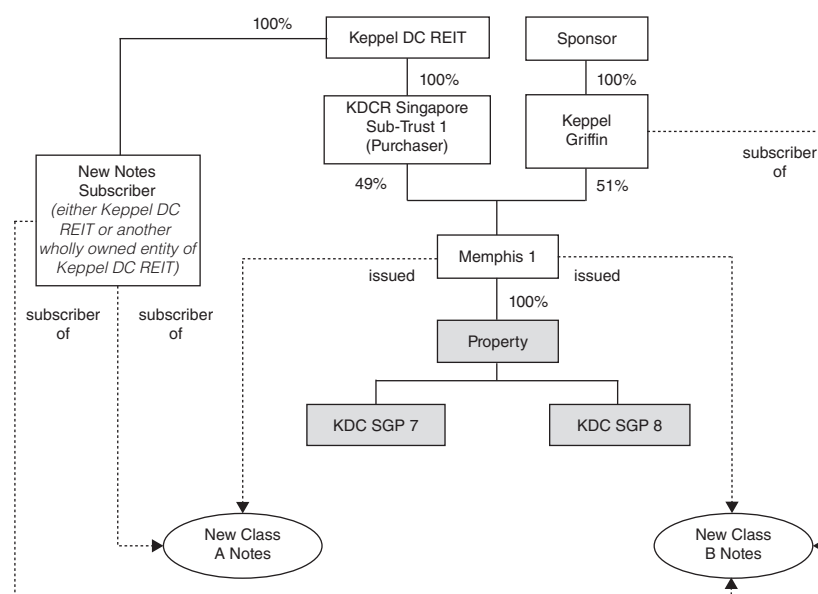 100%
Keppel DC REIT
Sponsor
100%
100%
KDCR Singapore
Sub-Trust 1
(Purchaser)
Keppel
Griffin
subscriber
of
New Notes
Subscriber
(either Keppel DC
REIT or another
wholly owned entity of
Keppel DC REIT)
49%
51%
Memphis 1
issued
issued
100%
subscriber
of
subscriber
of
Property
KDC SGP 7
KDC SGP 8
New Class
A Notes
New Class
B Notes